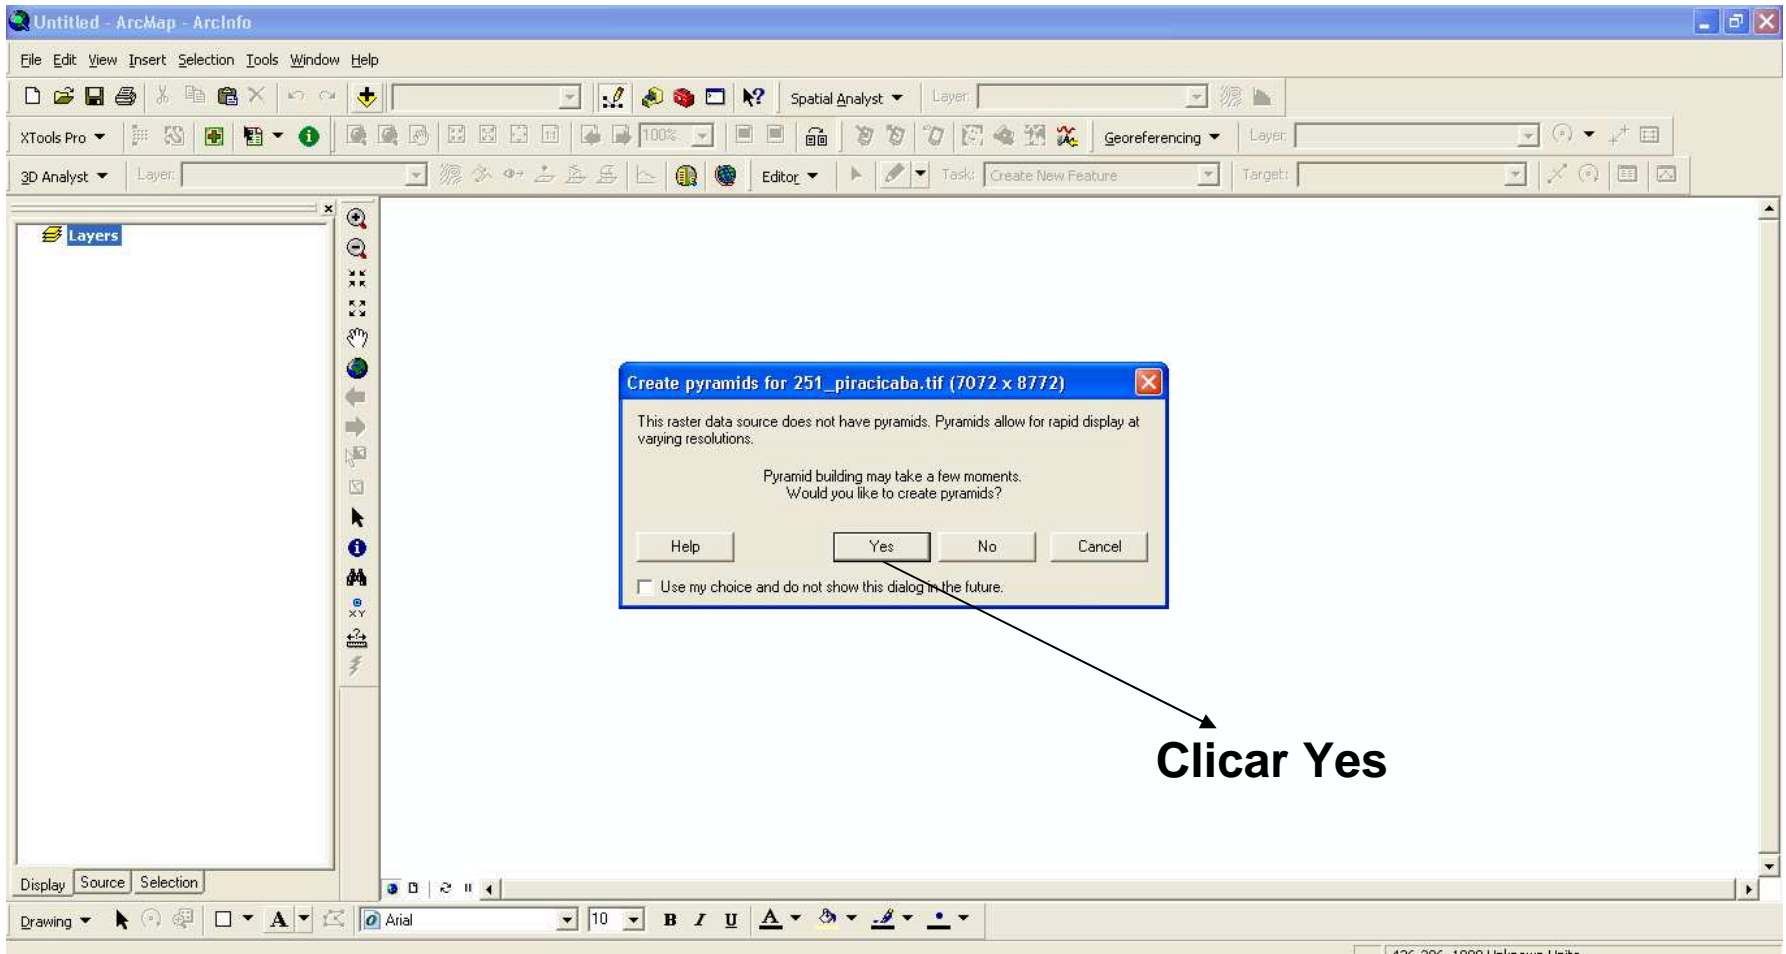 Untitled - ArcMap - ArcInfo
File Edit View Insert Selection Tools Window Help
Spatial Analyst Layer:
XTools Pro 100% Georeferencing Layer:
3D Analyst Layer: Editor Task: Create New Feature Target:
Layers
Create pyramids for 251_piracicaba.tif (7072 x 8772)
This raster data source does not have pyramids. Pyramids allow for rapid display at
varying resolutions.
Pyramid building may take a few moments.
Would you like to create pyramids?
Help Yes No Cancel
Use my choice and do not show this dialog in the future.
Clicar Yes
Display Source Selection
Drawing A Arial 10 B I U A